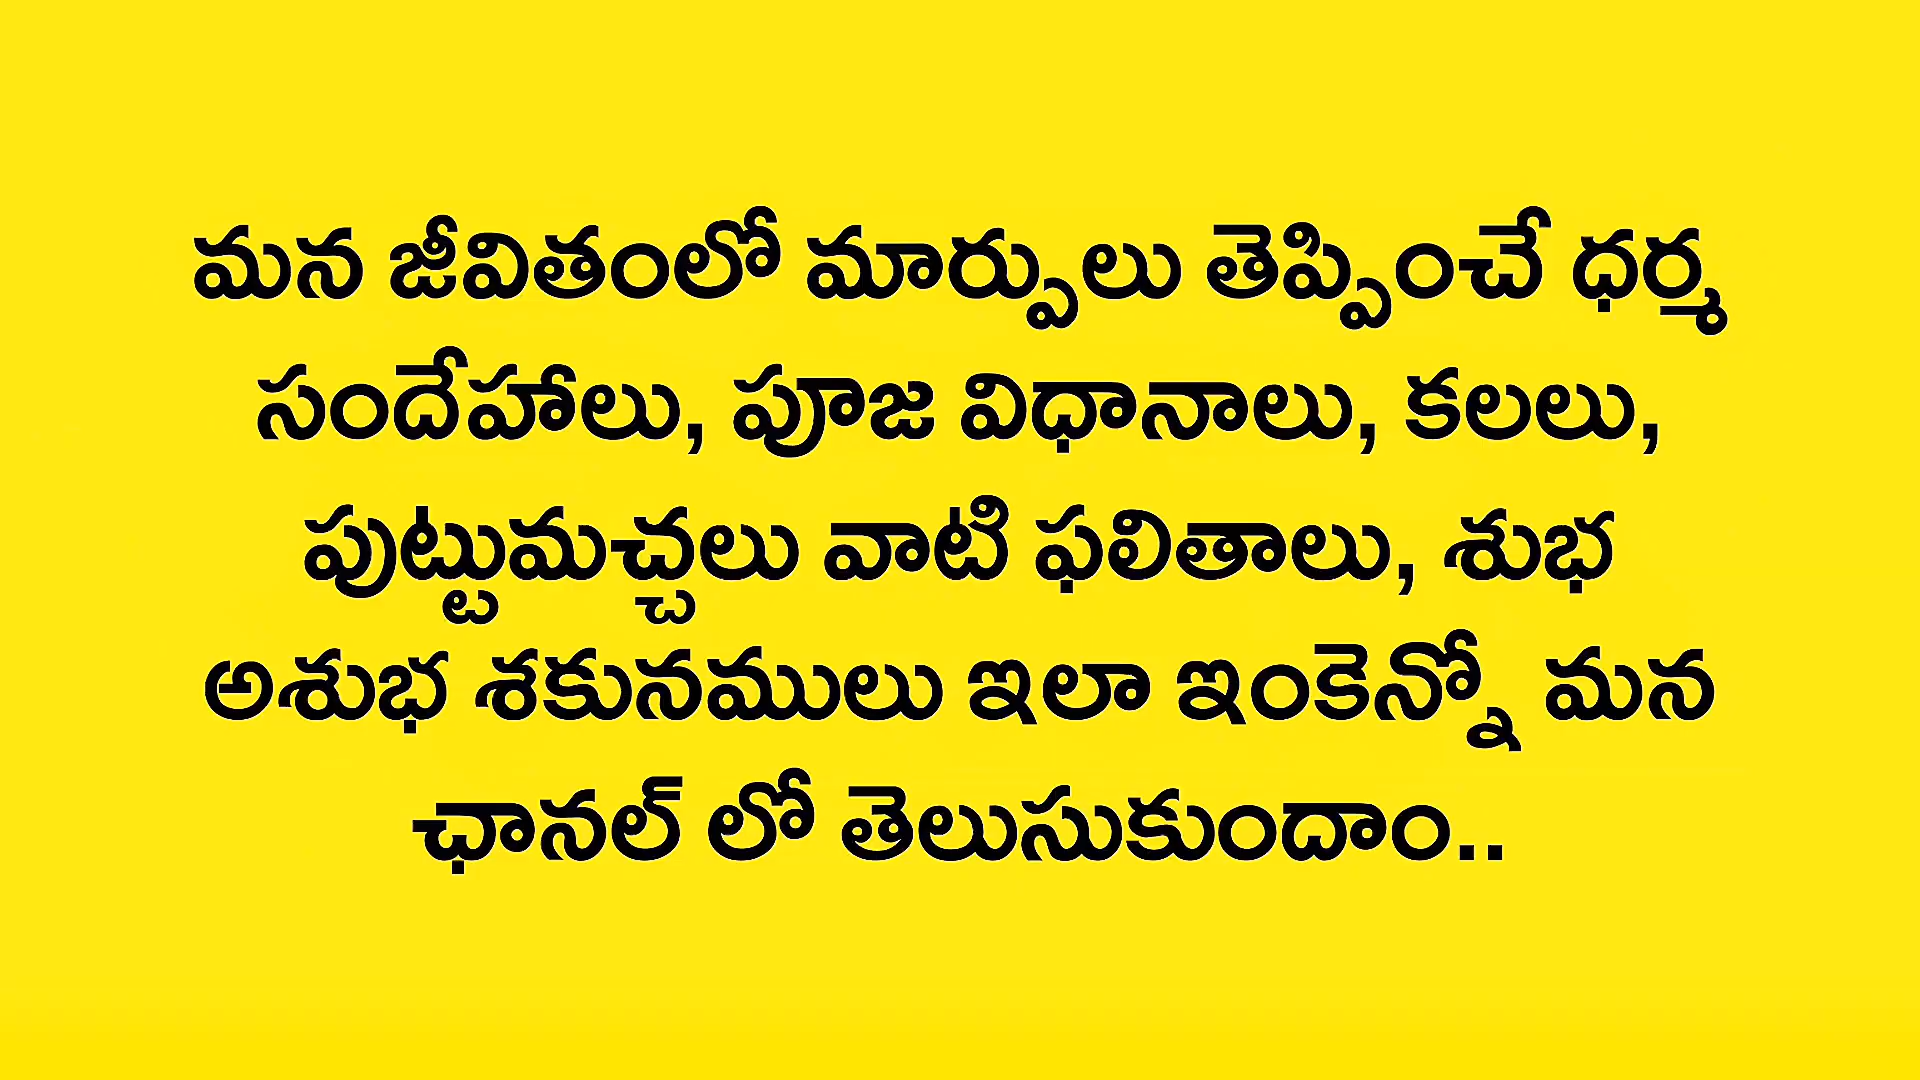 మన జీవితంలో మార్పులు తెప్పించే ధర్మ
సందేహాలు, పూజ విధానాలు, కలలు,
పుట్టుమచ్చలు వాటి ఫలితాలు, శుభ
అశుభ శకునములు ఇలా ఇంకెన్నో మన
ఛానల్ లో తెలుసుకుందాం..